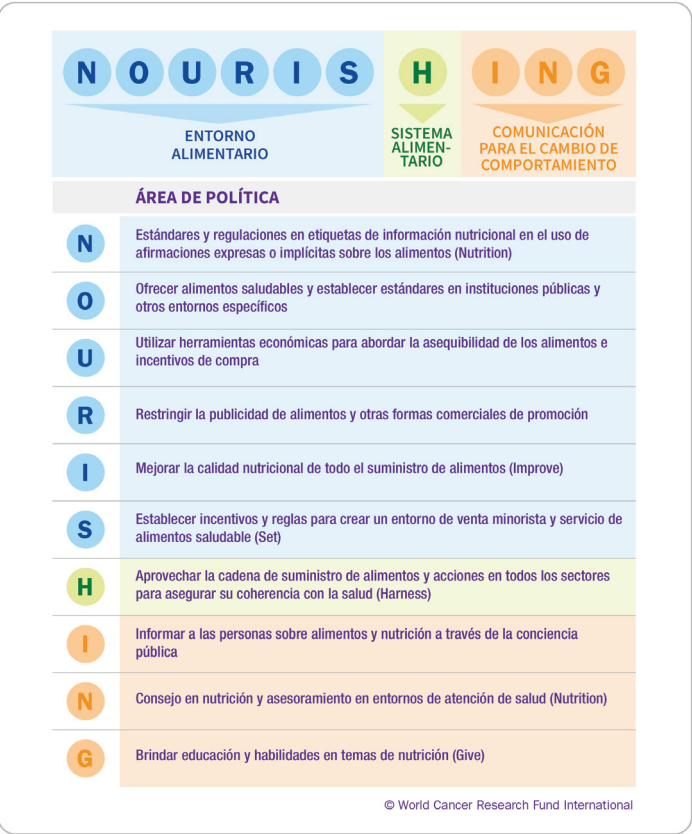 N O U R I S H I N G
ENTORNO
ALIMENTARIO
SISTEMA
ALIMEN-
TARIO
COMUNICACIÓN
PARA EL CAMBIO DE
COMPORTAMIENTO
ÁREA DE POLÍTICA
N
Estándares y regulaciones en etiquetas de información nutricional en el uso de
afirmaciones expresas o implícitas sobre los alimentos (Nutrition)
O
Ofrecer alimentos saludables y establecer estándares en instituciones públicas y
otros entornos específicos
U
Utilizar herramientas económicas para abordar la asequibilidad de los alimentos e
incentivos de compra
R
Restringir la publicidad de alimentos y otras formas comerciales de promoción
I
Mejorar la calidad nutricional de todo el suministro de alimentos (Improve)
S
Establecer incentivos y reglas para crear un entorno de venta minorista y servicio de
alimentos saludable (Set)
H
Aprovechar la cadena de suministro de alimentos y acciones en todos los sectores
para asegurar su coherencia con la salud (Harness)
I
Informar a las personas sobre alimentos y nutrición a través de la conciencia
pública
N
Consejo en nutrición y asesoramiento en entornos de atención de salud (Nutrition)
G
Brindar educación y habilidades en temas de nutrición (Give)
© World Cancer Research Fund International